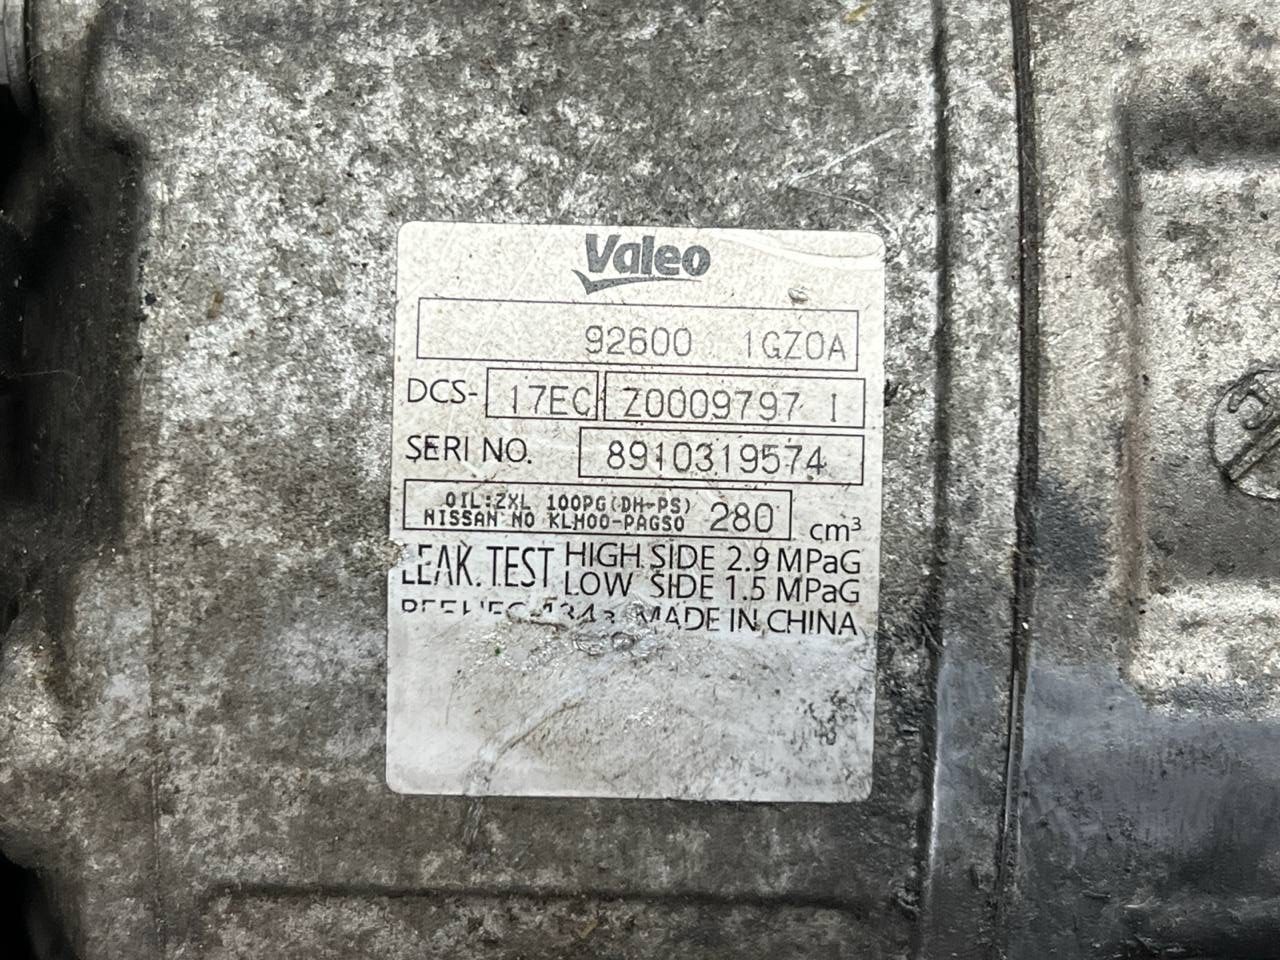 Valeo
92600 1GZ0A
DCS- 17EC Z0009797 1
SERI NO. 8910319574
OIL:ZXL 100PG(DH-PS)
NISSAN NO KLH00-PAGS0 280 cm³
LEAK.TEST HIGH SIDE 2.9 MPaG
LOW SIDE 1.5 MPaG
MADE IN CHINA